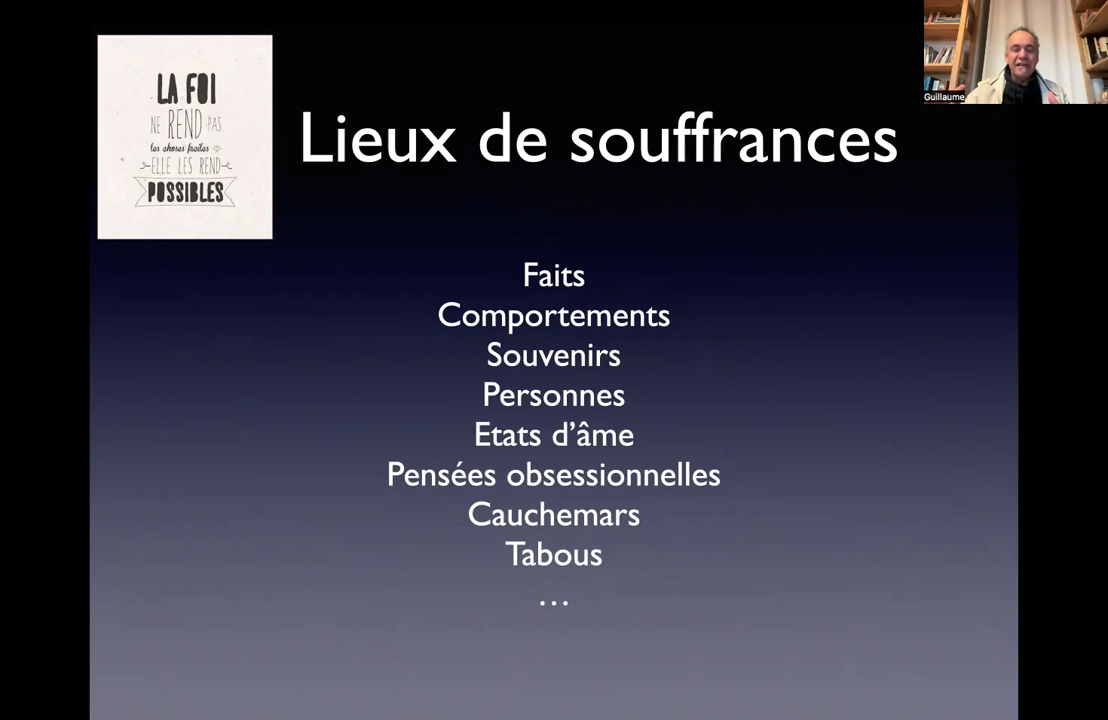 LA FOI
NE REND PAS
les choses faciles
ELLE LES REND
POSSIBLES
Lieux de souffrances
Guillaume
Faits
Comportements
Souvenirs
Personnes
Etats d’âme
Pensées obsessionnelles
Cauchemars
Tabous
…